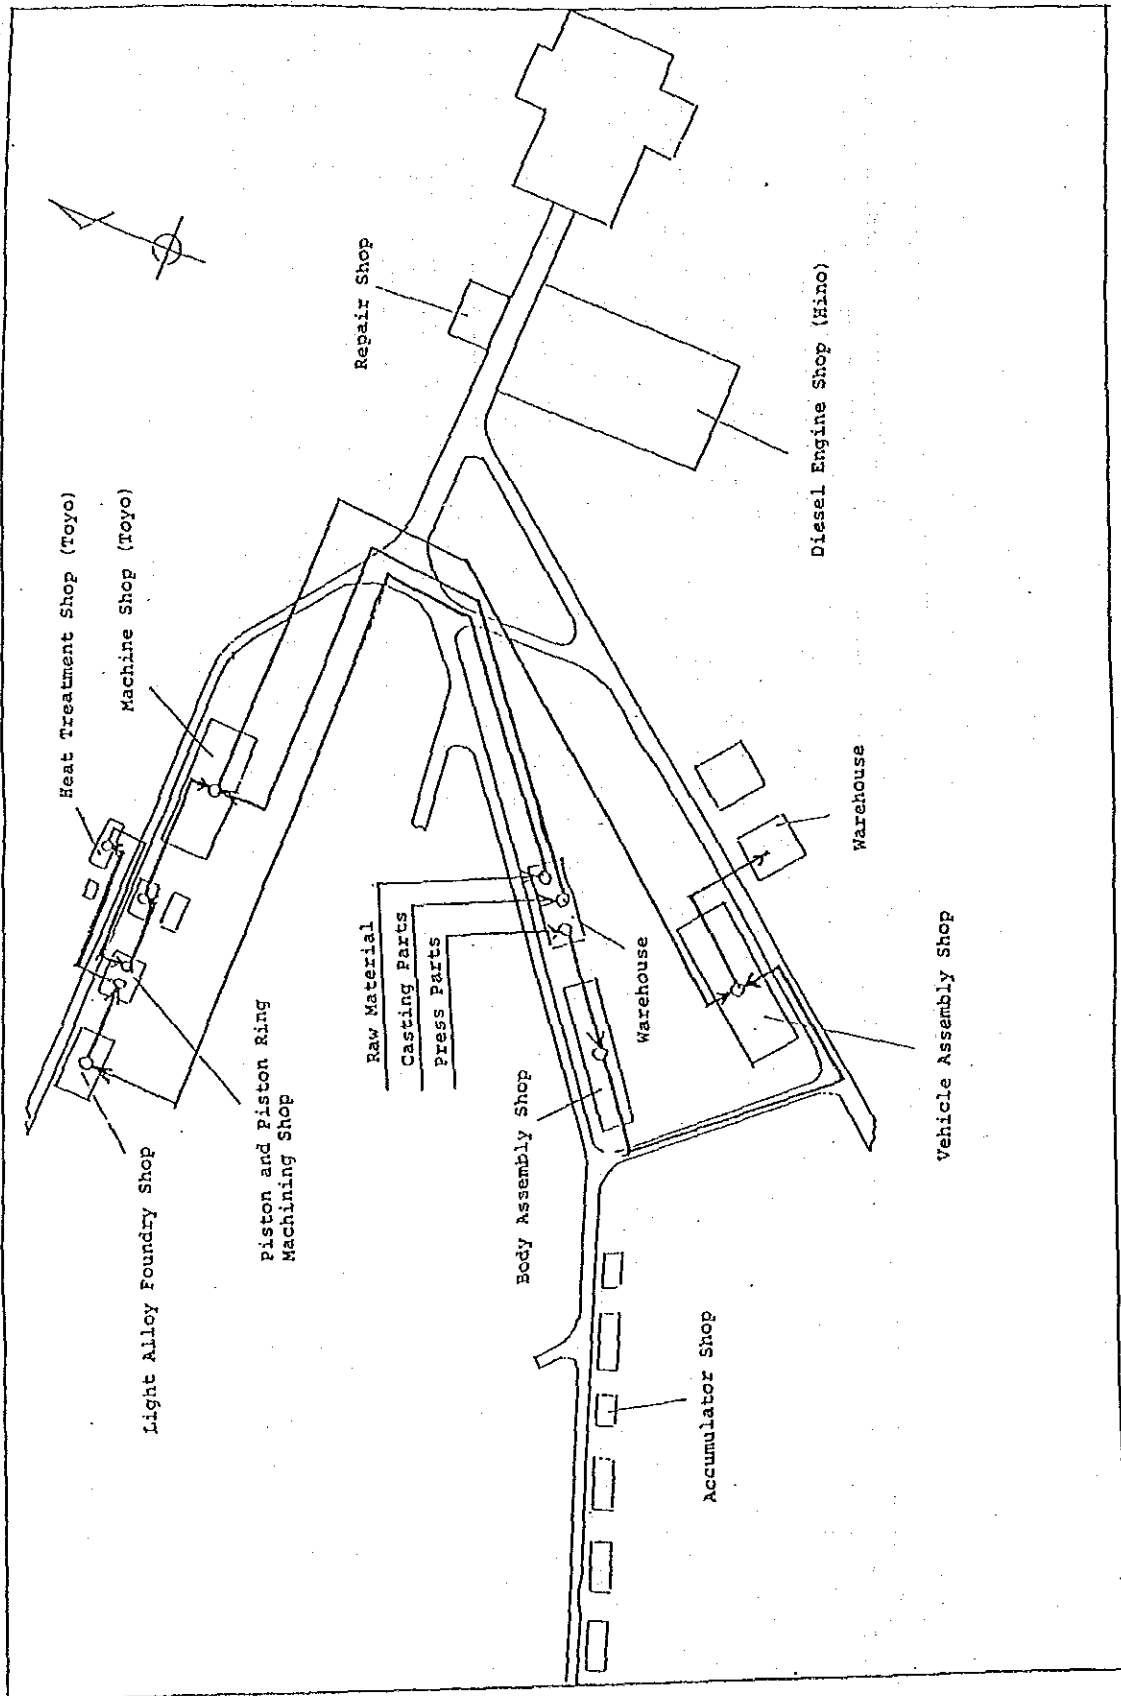 Heat Treatment Shop (Toyo)
Machine Shop (Toyo)
Repair Shop
Light Alloy Foundry Shop
Piston and Piston Ring
Machining Shop
Raw Material
Casting Parts
Press Parts
Diesel Engine Shop (Hino)
Body Assembly Shop
Warehouse
Warehouse
Accumulator Shop
Vehicle Assembly Shop